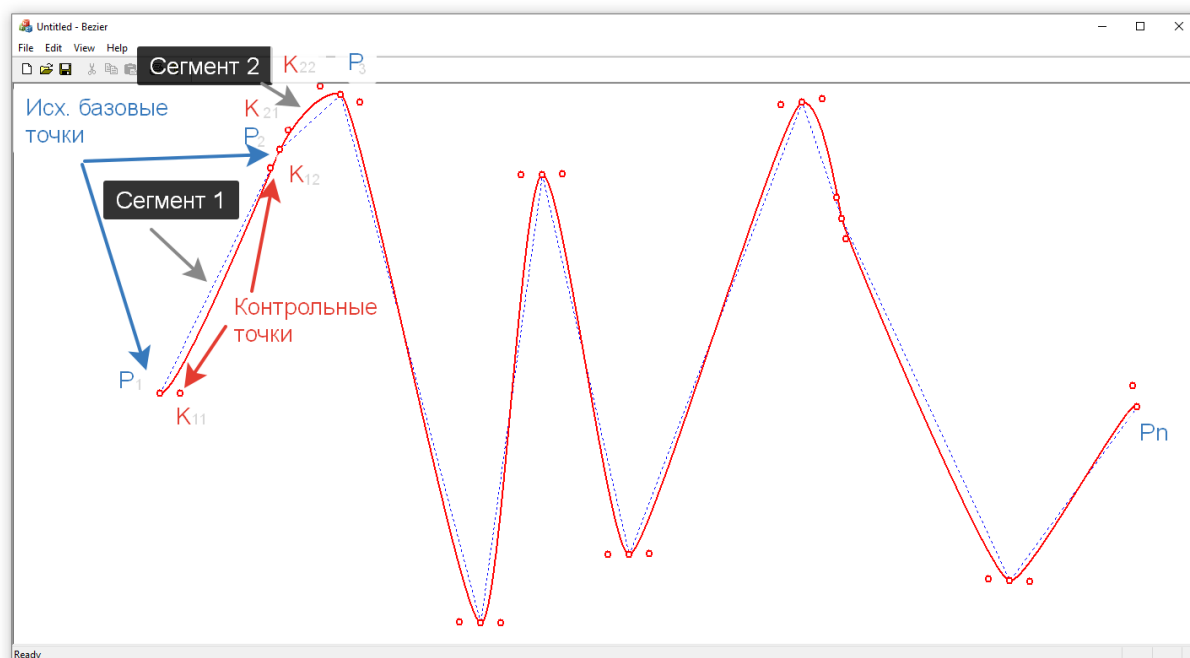 Untitled - Bezier
File Edit View Help
Сегмент 2
K22
P3
Исх. базовые
точки
K21
P2
K12
Сегмент 1
Контрольные
точки
P1
K11
Pn
Ready